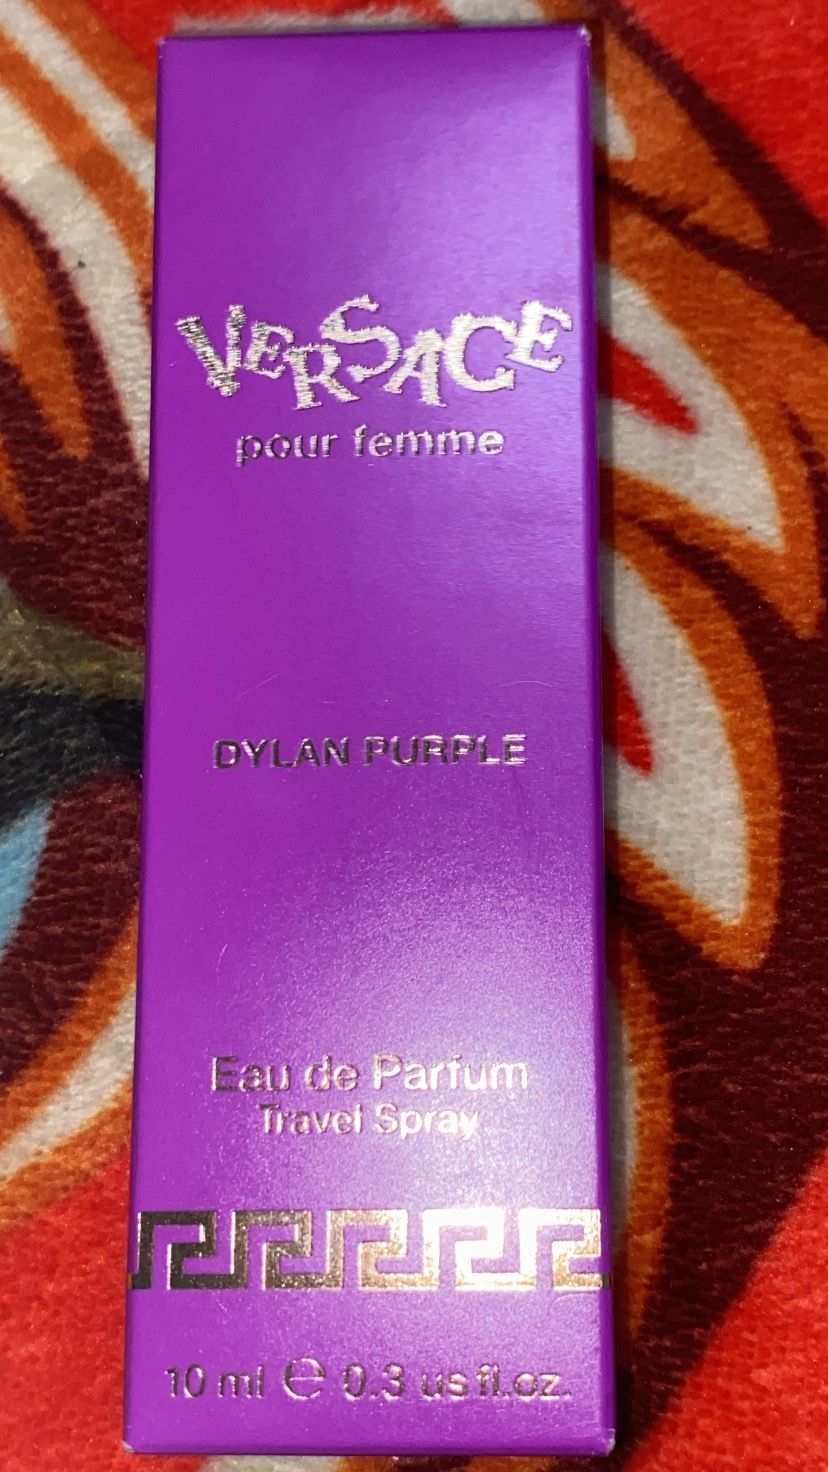 VERSACE
pour femme
DYLAN PURPLE
Eau de Parfum
Travel Spray
10 ml ℮ 0.3 us fl.oz.